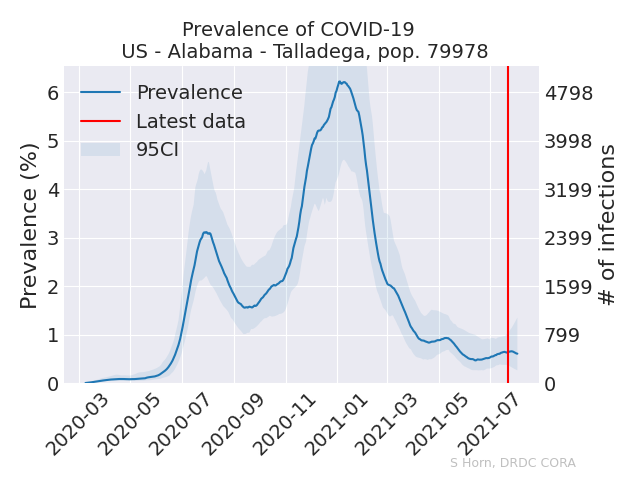 Prevalence of COVID-19
US - Alabama - Talladega, pop. 79978
Prevalence
Latest data
95CI
Prevalence (%)
6
5
4
3
2
1
0
4798
3998
3199
2399
1599
799
0
# of infections
2020-03
2020-05
2020-07
2020-09
2020-11
2021-01
2021-03
2021-05
2021-07
S Horn, DRDC CORA